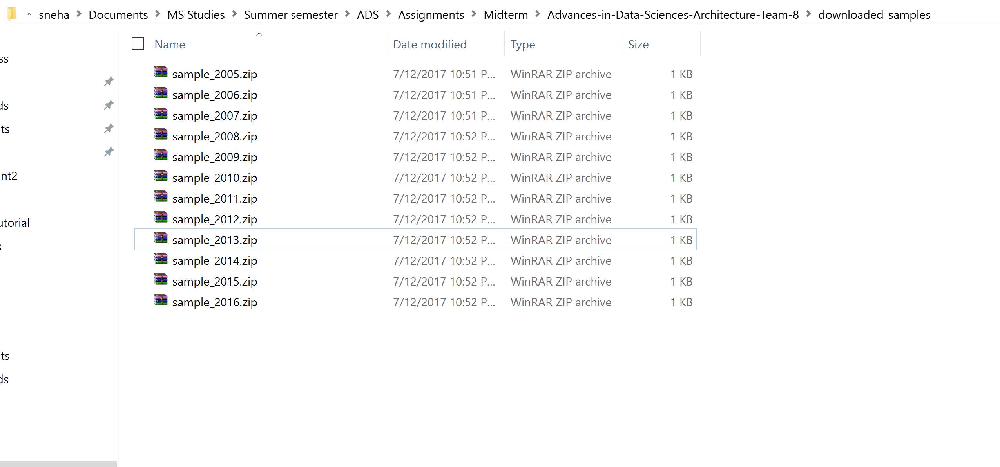 « sneha > Documents > MS Studies > Summer semester > ADS > Assignments > Midterm > Advances-in-Data-Sciences-Architecture-Team-8 > downloaded_samples
Name Date modified Type Size
ss
sample_2005.zip 7/12/2017 10:51 P... WinRAR ZIP archive 1 KB
sample_2006.zip 7/12/2017 10:51 P... WinRAR ZIP archive 1 KB
ds
sample_2007.zip 7/12/2017 10:51 P... WinRAR ZIP archive 1 KB
ts
sample_2008.zip 7/12/2017 10:52 P... WinRAR ZIP archive 1 KB
sample_2009.zip 7/12/2017 10:52 P... WinRAR ZIP archive 1 KB
ent2
sample_2010.zip 7/12/2017 10:52 P... WinRAR ZIP archive 1 KB
sample_2011.zip 7/12/2017 10:52 P... WinRAR ZIP archive 1 KB
sample_2012.zip 7/12/2017 10:52 P... WinRAR ZIP archive 1 KB
utorial
sample_2013.zip 7/12/2017 10:52 P... WinRAR ZIP archive 1 KB
s
sample_2014.zip 7/12/2017 10:52 P... WinRAR ZIP archive 1 KB
sample_2015.zip 7/12/2017 10:52 P... WinRAR ZIP archive 1 KB
sample_2016.zip 7/12/2017 10:52 P... WinRAR ZIP archive 1 KB
ts
ds